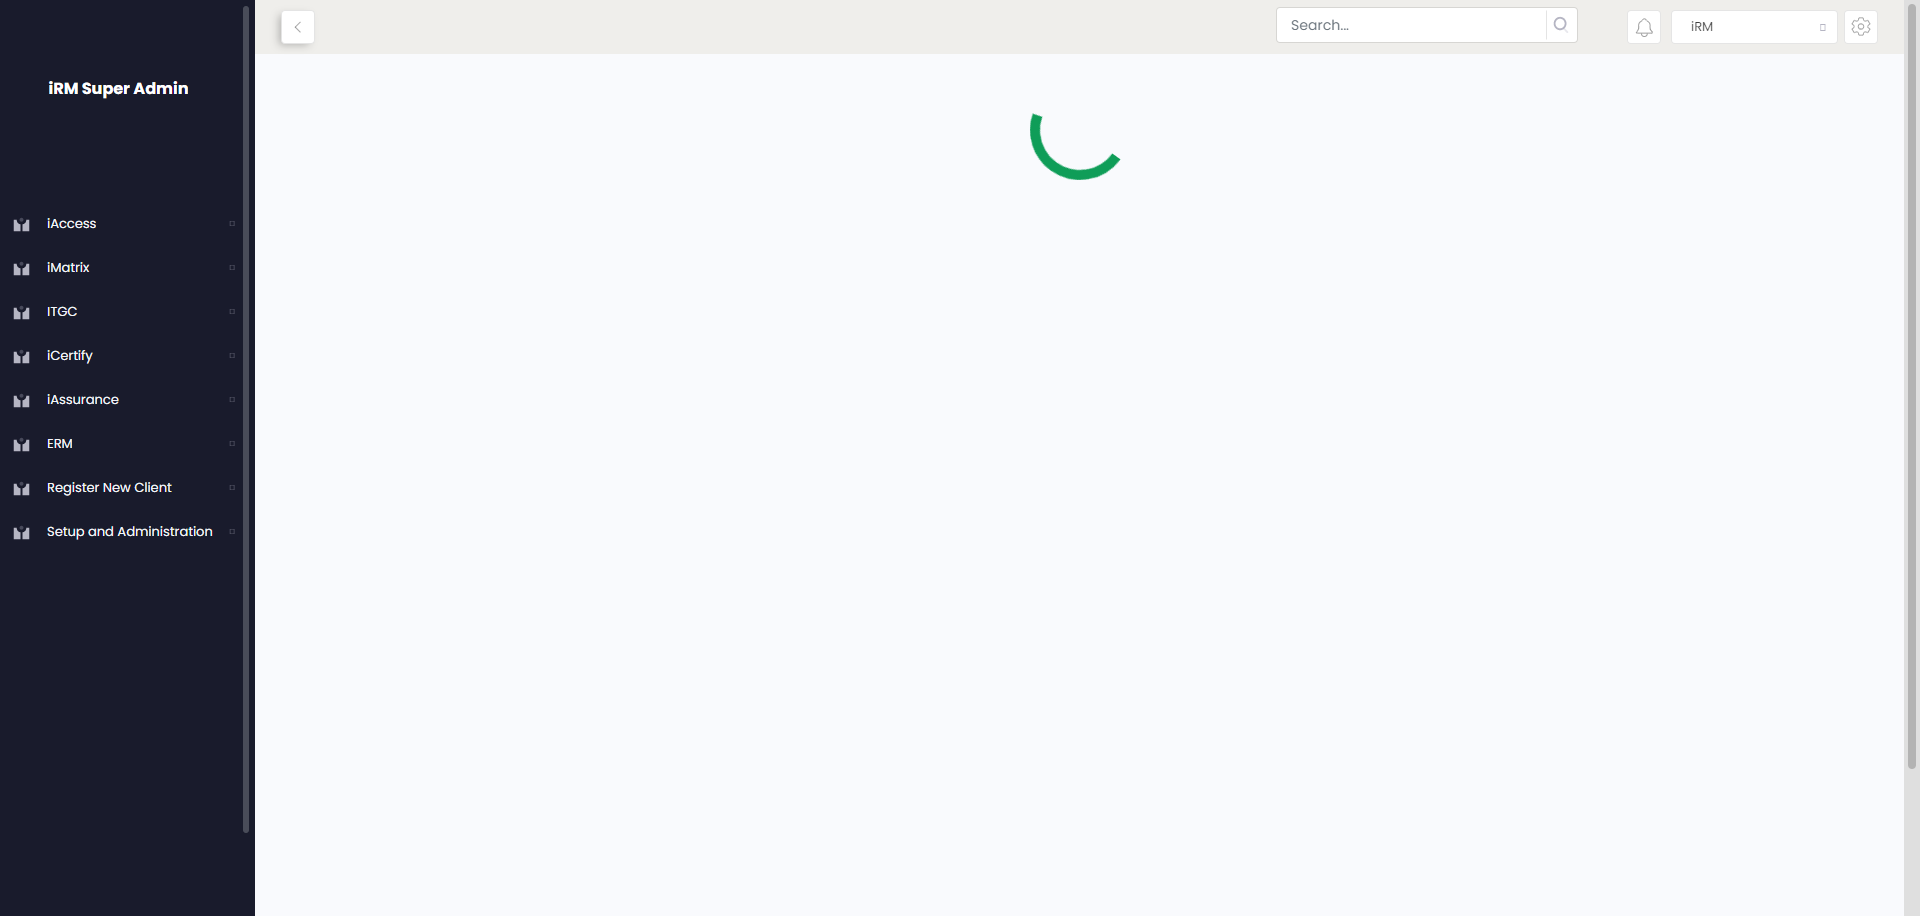 iRM Super Admin
Search...
iRM
iAccess
iMatrix
ITGC
iCertify
iAssurance
ERM
Register New Client
Setup and Administration